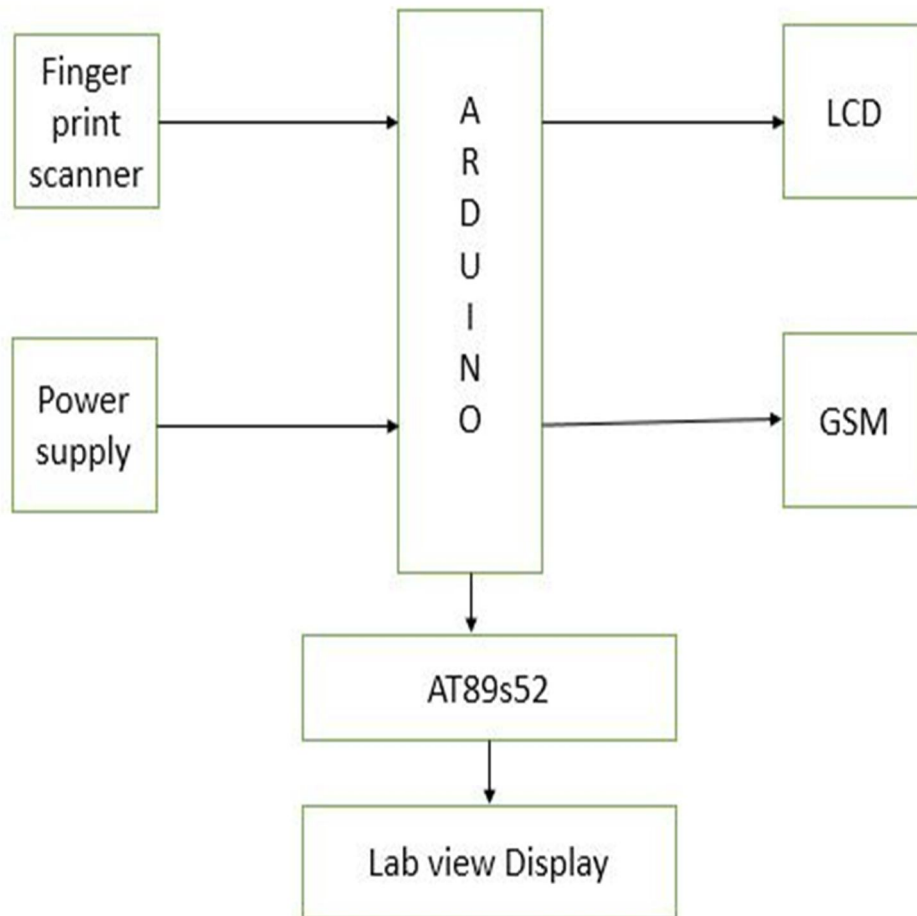 Finger
print
scanner
A
R
D
U
I
N
O
LCD
Power
supply
GSM
AT89s52
Lab view Display